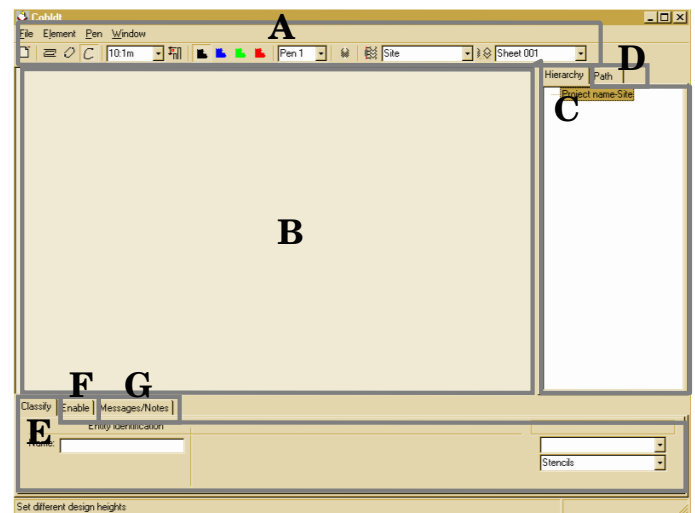 CobIdt
A
File Element Pen Window
10:1m Pen 1 Site Sheet 001
D
Hierarchy Path
Project name-Site
C
B
F G
Classify Enable Messages/Notes
E
Entity Identification
Name:
Stencils
Set different design heights